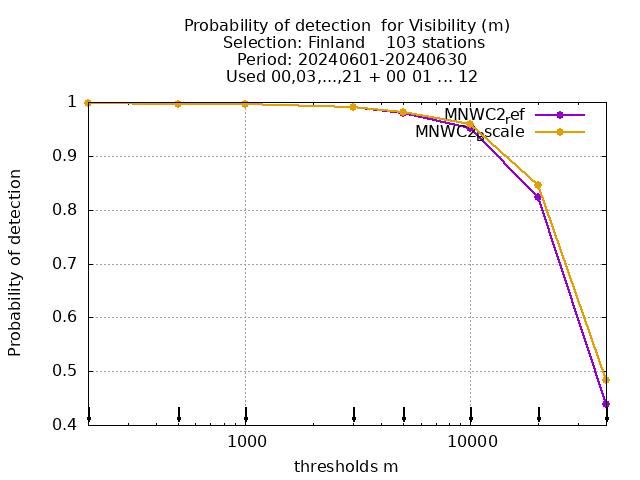 Probability of detection  for Visibility (m)
Selection: Finland    103 stations
Period: 20240601-20240630
Used 00,03,...,21 + 00 01 ... 12
MNWC2ref
MNWC2bscale
Probability of detection
1
0.9
0.8
0.7
0.6
0.5
0.4
1000
10000
thresholds m